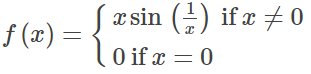 f(x) = { x sin (1/x) if x ≠ 0
0 if x = 0